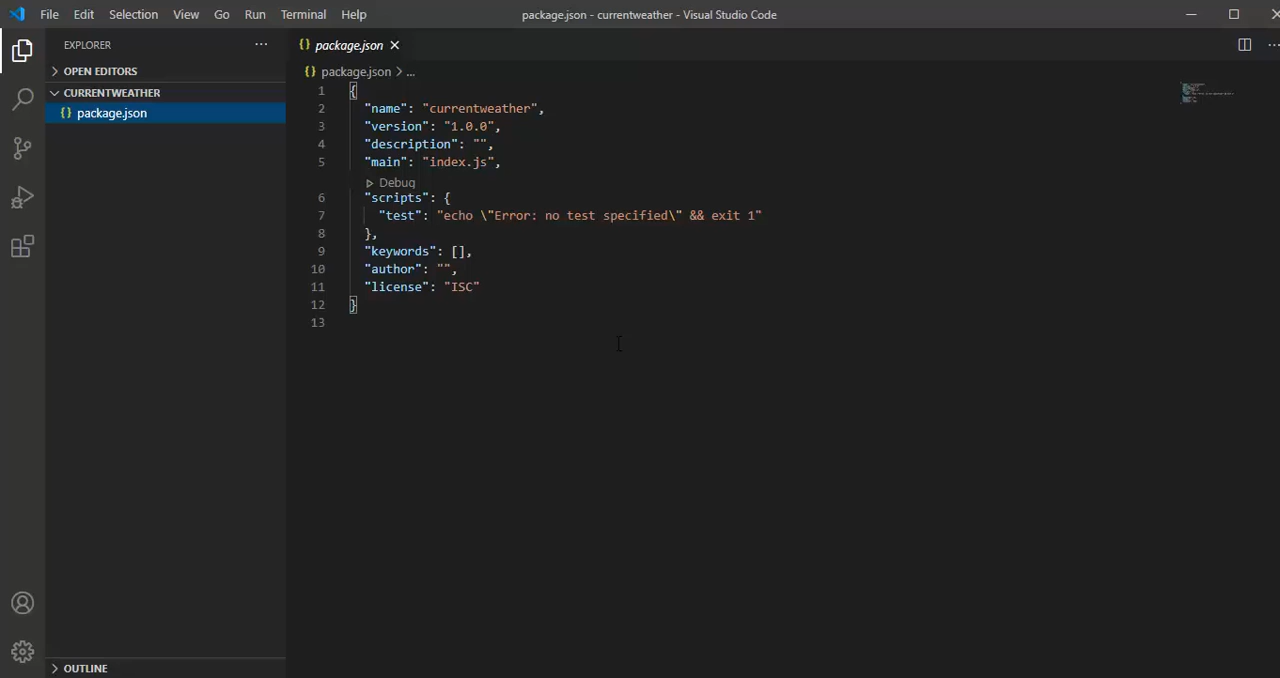 File Edit Selection View Go Run Terminal Help
package.json - currentweather - Visual Studio Code
EXPLORER
OPEN EDITORS
CURRENTWEATHER
{} package.json
OUTLINE
{} package.json
{} package.json > ...
1 {
2 "name": "currentweather",
3 "version": "1.0.0",
4 "description": "",
5 "main": "index.js",
Debug
6 "scripts": {
7 "test": "echo \"Error: no test specified\" && exit 1"
8 },
9 "keywords": [],
10 "author": "",
11 "license": "ISC"
12 }
13